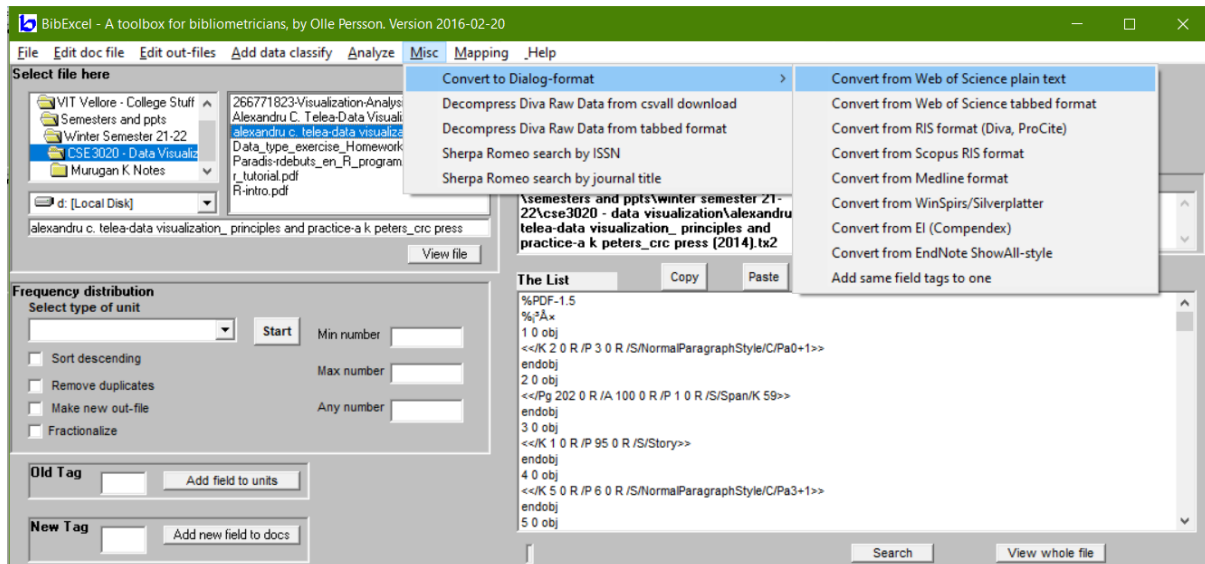 BibExcel - A toolbox for bibliometricians, by Olle Persson. Version 2016-02-20
File Edit doc file Edit out-files Add data classify Analyze Misc Mapping Help
Select file here
VIT Vellore - College Stuff
Semesters and ppts
Winter Semester 21-22
CSE3020 - Data Visualiz
Murugan K Notes
d: [Local Disk]
266771823-Visualization-Analys
Alexandru C. Telea-Data Visuali
alexandru c. telea-data visualiza
Data_type_exercise_Homework
Paradis-rdebuts_en_R_program
r_tutorial.pdf
R-intro.pdf
alexandru c. telea-data visualization_ principles and practice-a k peters_crc press
View file
Convert to Dialog-format
Decompress Diva Raw Data from csvall download
Decompress Diva Raw Data from tabbed format
Sherpa Romeo search by ISSN
Sherpa Romeo search by journal title
Convert from Web of Science plain text
Convert from Web of Science tabbed format
Convert from RIS format (Diva, ProCite)
Convert from Scopus RIS format
Convert from Medline format
Convert from WinSpirs/Silverplatter
Convert from EI (Compendex)
Convert from EndNote ShowAll-style
Add same field tags to one
\semesters and ppts\winter semester 21-
22\cse3020 - data visualization\alexandru
telea-data visualization_ principles and
practice-a k peters_crc press (2014).tx2
Frequency distribution
Select type of unit
Start
Sort descending
Remove duplicates
Make new out-file
Fractionalize
Min number
Max number
Any number
Old Tag
Add field to units
New Tag
Add new field to docs
The List
Copy
Paste
%PDF-1.5
%¡³Å×
1 0 obj
<</K 2 0 R /P 3 0 R /S/NormalParagraphStyle/C/Pa0+1>>
endobj
2 0 obj
<</Pg 202 0 R /A 100 0 R /P 1 0 R /S/Span/K 59>>
endobj
3 0 obj
<</K 1 0 R /P 95 0 R /S/Story>>
endobj
4 0 obj
<</K 5 0 R /P 6 0 R /S/NormalParagraphStyle/C/Pa3+1>>
endobj
5 0 obj
Search
View whole file